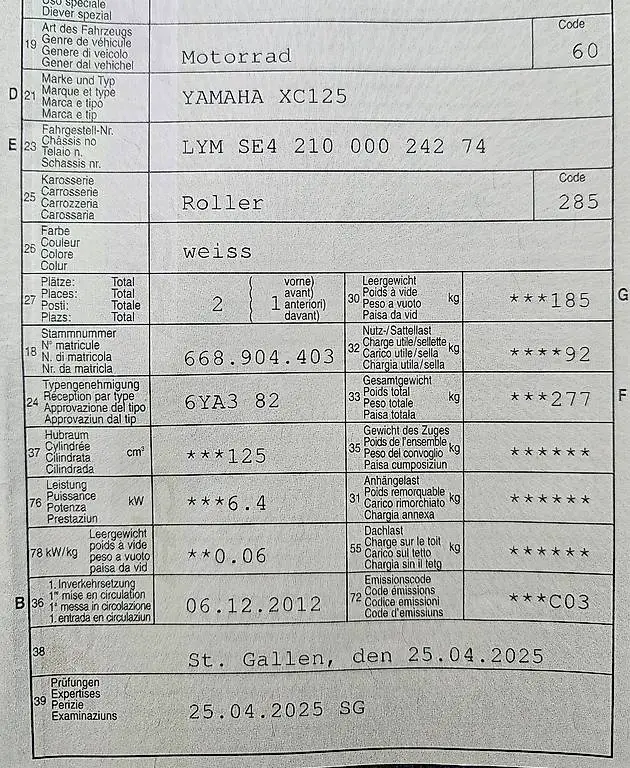 Uso speciale
Diever spezial
19
Art des Fahrzeugs
Genre de véhicule
Genere di veicolo
Gener dal vehichel
Motorrad
Code
60
D
21
Marke und Typ
Marque et type
Marca e tipo
Marca e tip
YAMAHA XC125
E
23
Fahrgestell-Nr.
Châssis no
Telaio n.
Schassis nr.
LYM SE4 210 000 242 74
25
Karosserie
Carrosserie
Carrozzeria
Carossaria
Roller
Code
285
26
Farbe
Couleur
Colore
Colur
weiss
27
Plätze: Total
Places: Total
Posti: Totale
Plazs: Total
2
( vorne)
( avant)
1 anteriori)
( davant)
30
Leergewicht
Poids à vide
Peso a vuoto
Paisa da vid
kg
***185
G
18
Stammnummer
N° matricule
N. di matricola
Nr. da matricla
668.904.403
32
Nutz-/Sattellast
Charge utile/sellette
Carico utile/sella
Chargia utila/sella
kg
****92
24
Typengenehmigung
Réception par type
Approvazione del tipo
Approvaziun dal tip
6YA3 82
33
Gesamtgewicht
Poids total
Peso totale
Paisa totala
kg
***277
F
37
Hubraum
Cylindrée
Cilindrata
Cilindrada
cm³
***125
35
Gewicht des Zuges
Poids de l'ensemble
Peso del convoglio
Paisa cumposiziun
kg
******
76
Leistung
Puissance
Potenza
Prestaziun
kW
***6.4
31
Anhängelast
Poids remorquable
Carico rimorchiato
Chargia annexa
kg
******
78 kW/kg
Leergewicht
poids à vide
peso a vuoto
paisa da vid
**0.06
55
Dachlast
Charge sur le toit
Carico sul tetto
Chargia sin il tetg
kg
******
B
36
1. Inverkehrsetzung
1re mise en circulation
1a messa in circolazione
1. entrada en circulaziun
06.12.2012
72
Emissionscode
Code émissions
Codice emissioni
Code d'emissiuns
***C03
38
St. Gallen, den 25.04.2025
39
Prüfungen
Expertises
Perizie
Examinaziuns
25.04.2025 SG